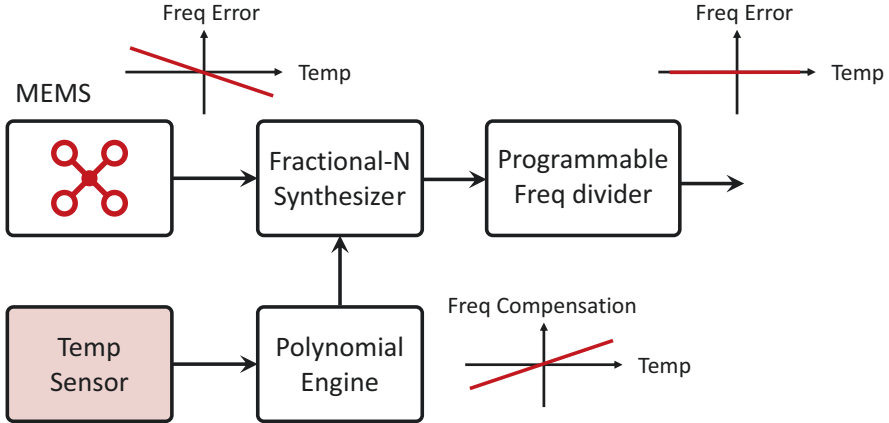 Freq Error
Temp
Freq Error
Temp
MEMS
Fractional-N
Synthesizer
Programmable
Freq divider
Freq Compensation
Temp
Temp
Sensor
Polynomial
Engine